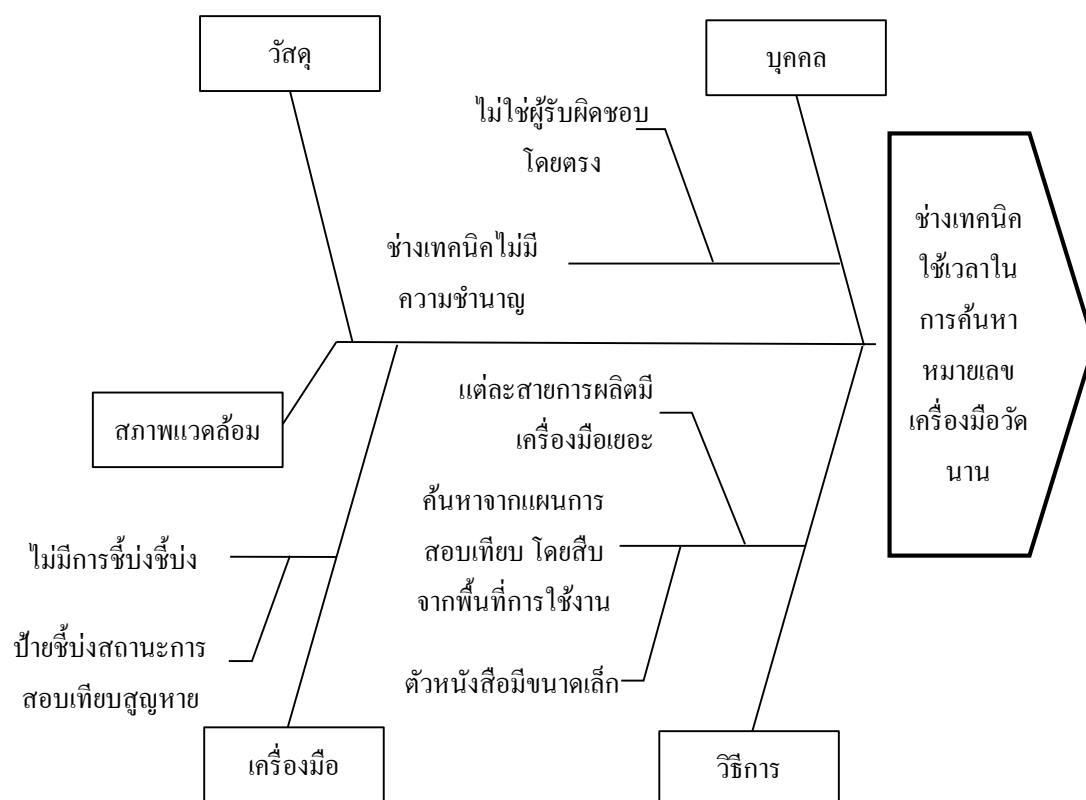 วัสดุ
บุคคล
ไม่ใช่ผู้รับผิดชอบ
โดยตรง
ช่างเทคนิคไม่มี
ความชำนาญ
ช่างเทคนิค
ใช้เวลาใน
การค้นหา
หมายเลข
เครื่องมือวัด
นาน
สภาพแวดล้อม
แต่ละสายการผลิตมี
เครื่องมือเยอะ
ค้นหาจากแผนการ
สอบเทียบ โดยสืบ
จากพื้นที่การใช้งาน
ไม่มีการชี้บ่งชี้บ่ง
ป้ายชี้บ่งสถานะการ
สอบเทียบสูญหาย
ตัวหนังสือมีขนาดเล็ก
เครื่องมือ
วิธีการ